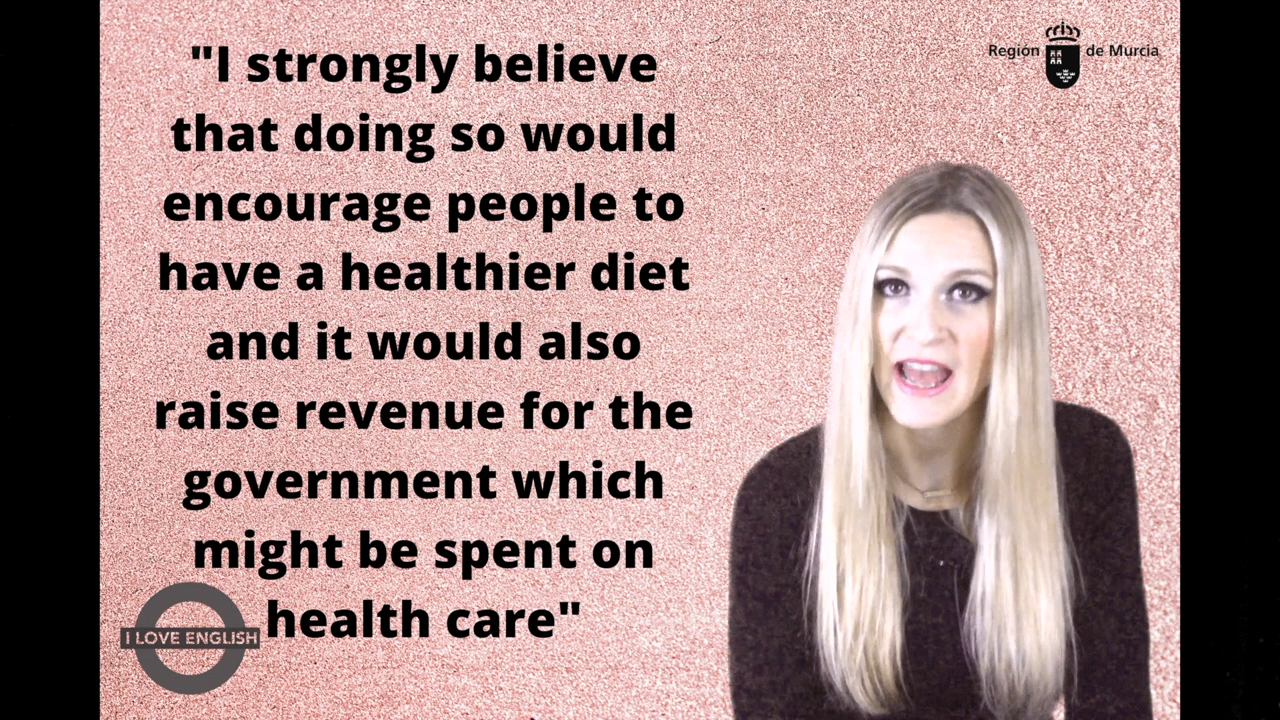 "I strongly believe
that doing so would
encourage people to
have a healthier diet
and it would also
raise revenue for the
government which
might be spent on
health care"
Región de Murcia
I LOVE ENGLISH